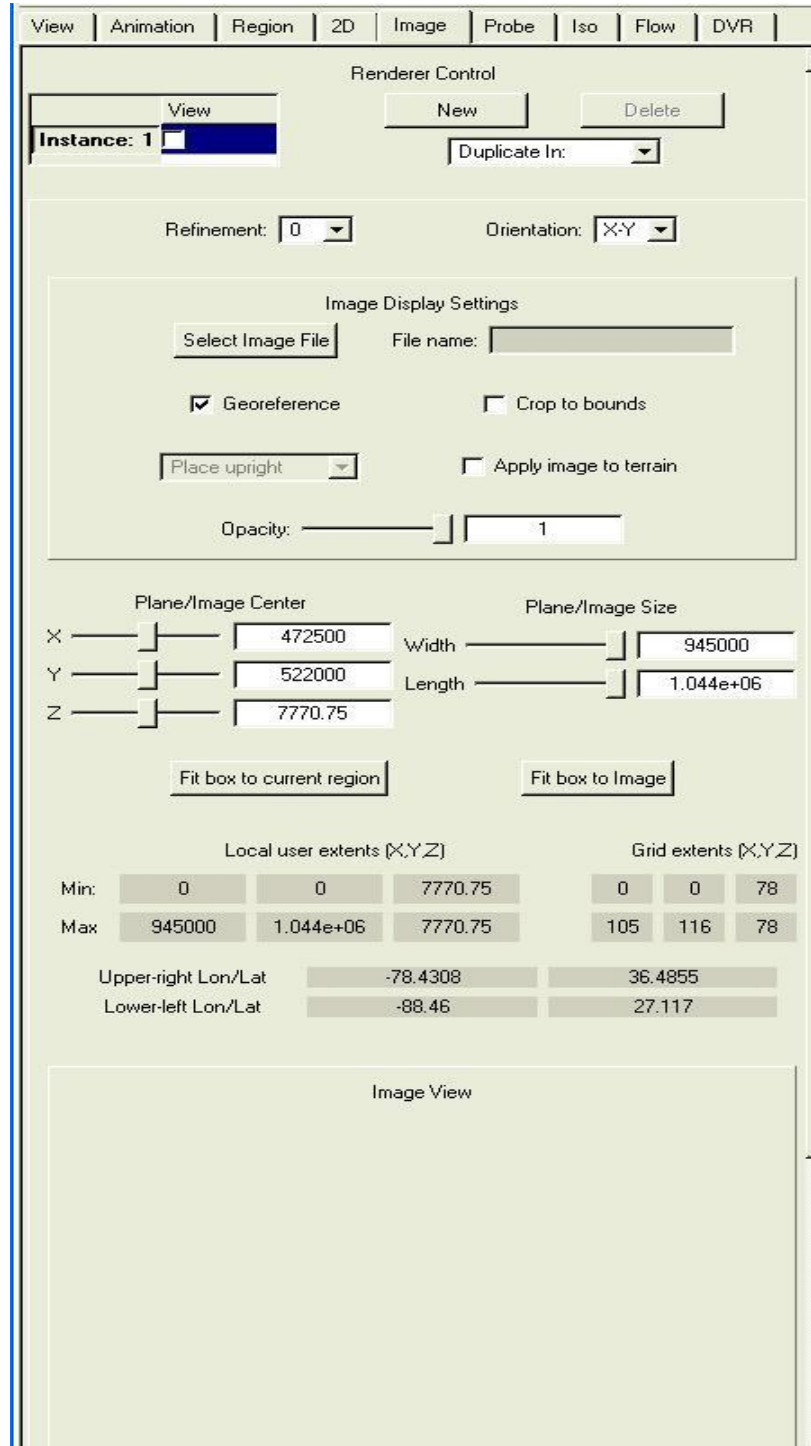 View Animation Region 2D Image Probe Iso Flow DVR
Renderer Control
View New Delete
Instance: 1
Duplicate In:
Refinement: 0 Orientation: X-Y
Image Display Settings
Select Image File File name:
Georeference Crop to bounds
Place upright Apply image to terrain
Opacity: 1
Plane/Image Center Plane/Image Size
X 472500 Width 945000
Y 522000 Length 1.044e+06
Z 7770.75
Fit box to current region Fit box to Image
Local user extents (X,Y,Z) Grid extents (X,Y,Z)
Min: 0 0 7770.75 0 0 78
Max 945000 1.044e+06 7770.75 105 116 78
Upper-right Lon/Lat -78.4308 36.4855
Lower-left Lon/Lat -88.46 27.117
Image View